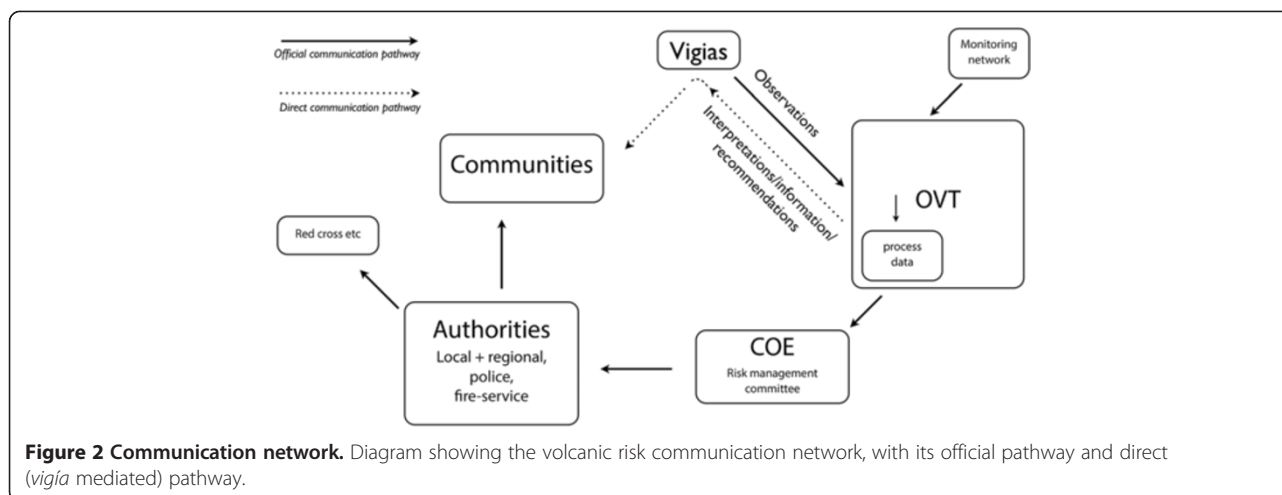 Official communication pathway
Direct communication pathway
Vigias
Monitoring
network
Observations
Interpretations/information/
recommendations
Communities
OVT
process
data
Red cross etc
Authorities
Local + regional,
police,
fire-service
COE
Risk management
committee
Figure 2 Communication network. Diagram showing the volcanic risk communication network, with its official pathway and direct
(vigía mediated) pathway.